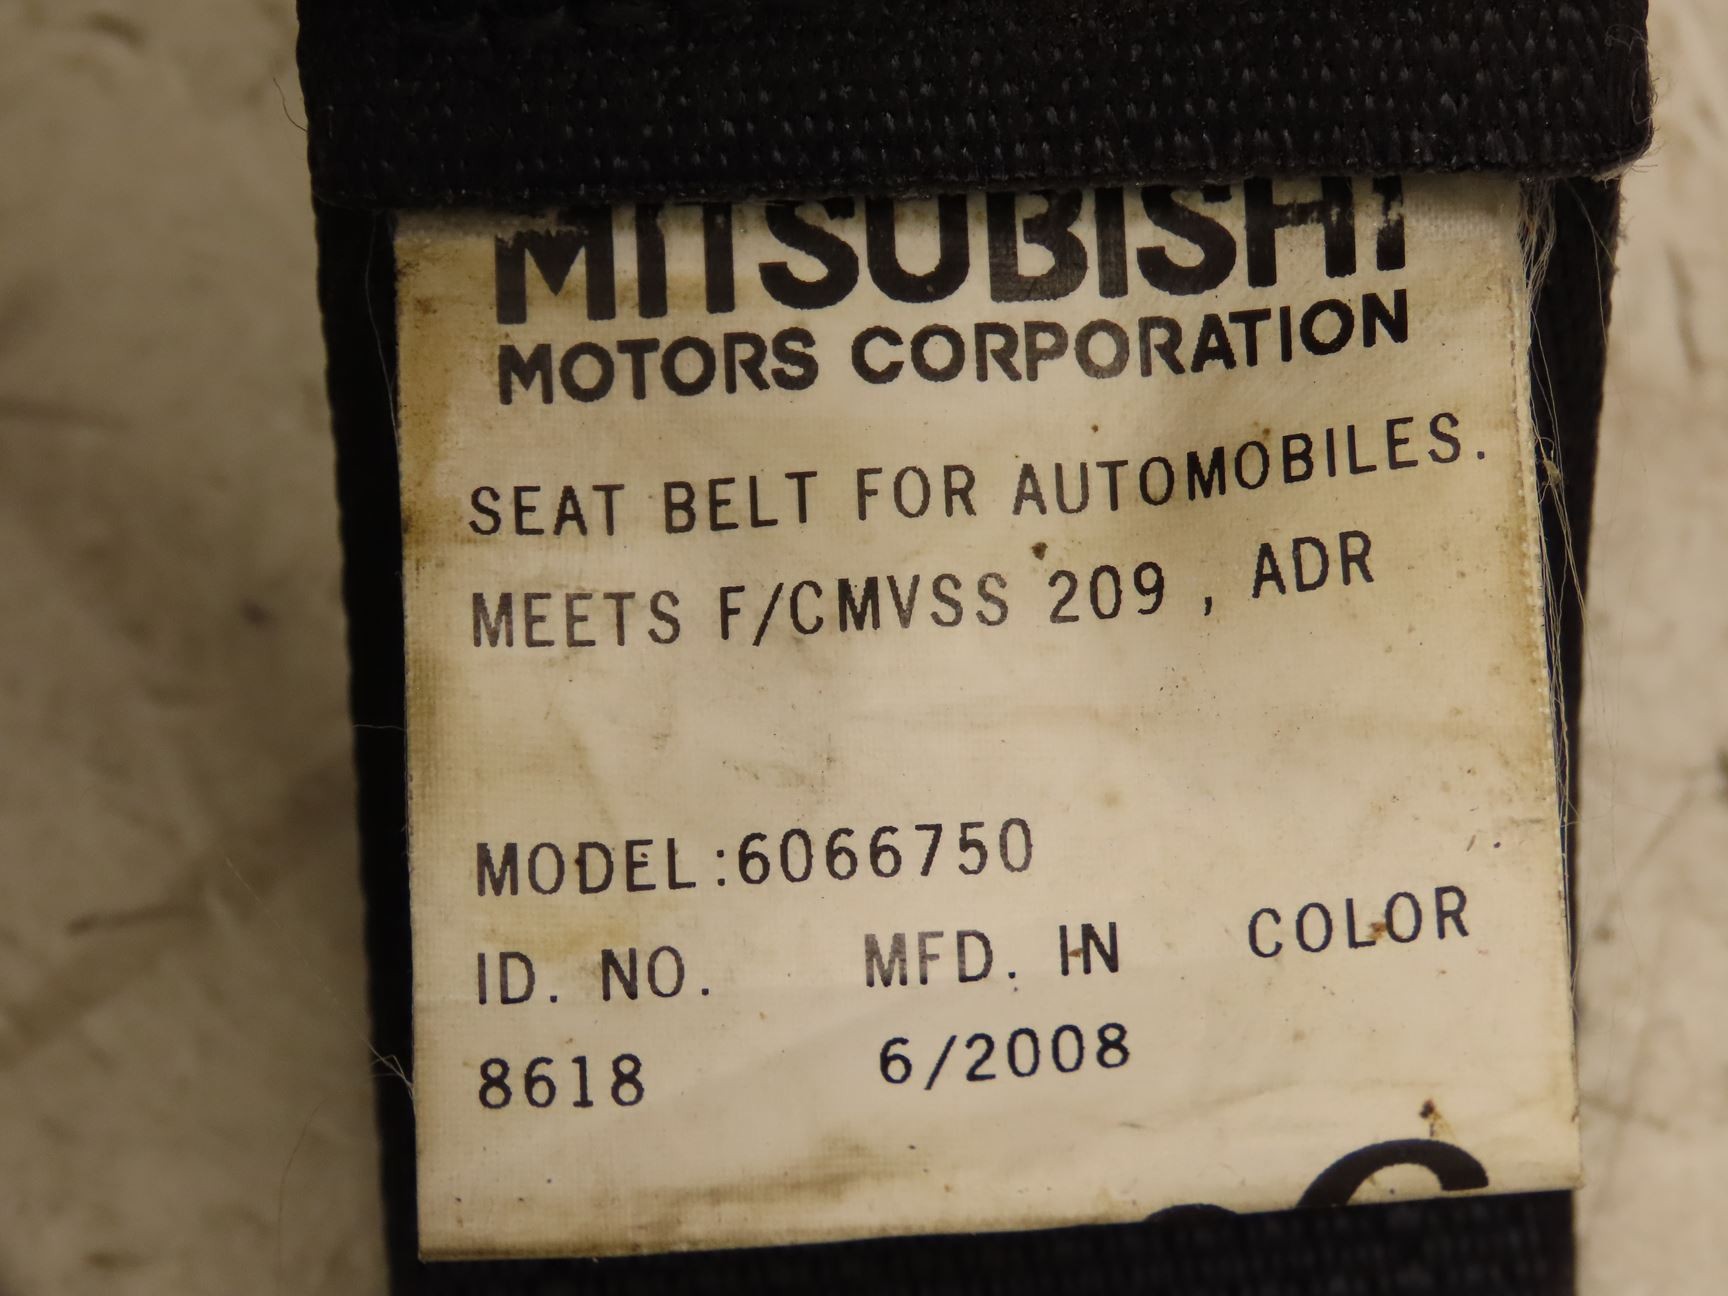 MITSUBISHI
MOTORS CORPORATION
SEAT BELT FOR AUTOMOBILES.
MEETS F/CMVSS 209 , ADR
MODEL:6066750
ID. NO. MFD. IN COLOR
8618 6/2008